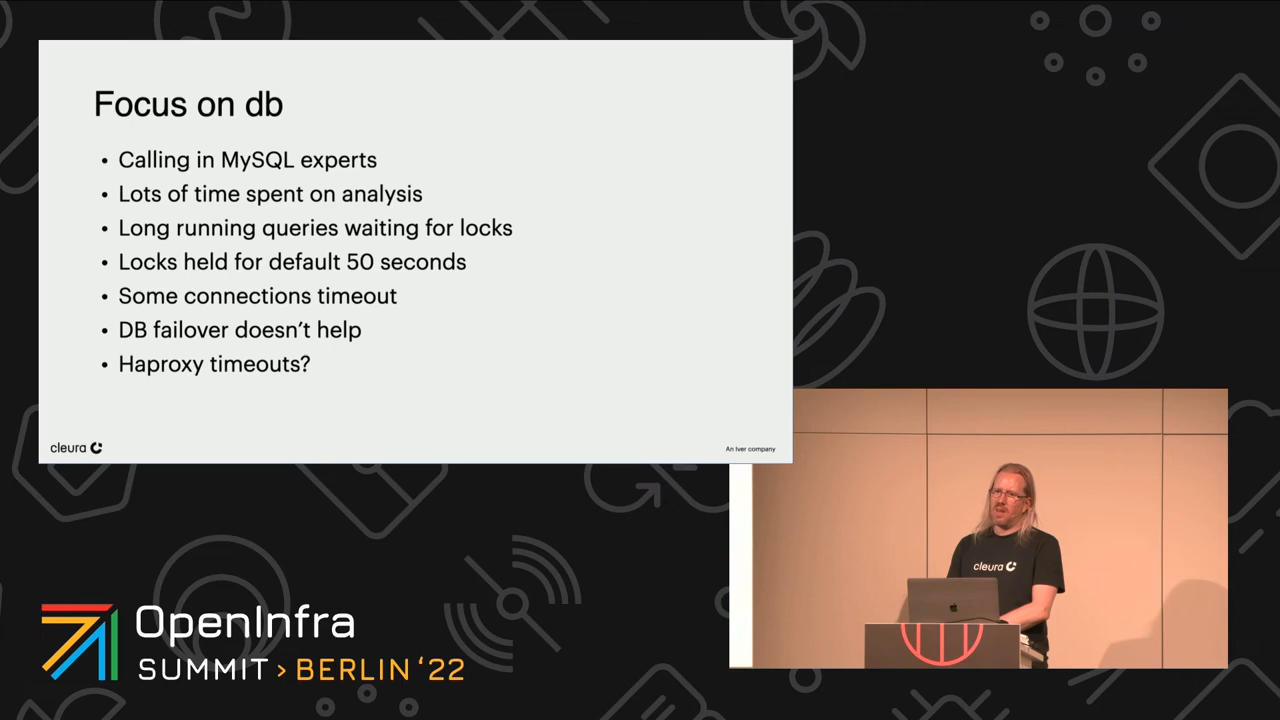 Focus on db
• Calling in MySQL experts
• Lots of time spent on analysis
• Long running queries waiting for locks
• Locks held for default 50 seconds
• Some connections timeout
• DB failover doesn’t help
• Haproxy timeouts?
cleura
An Iver company
cleura
OpenInfra
SUMMIT > BERLIN ‘22